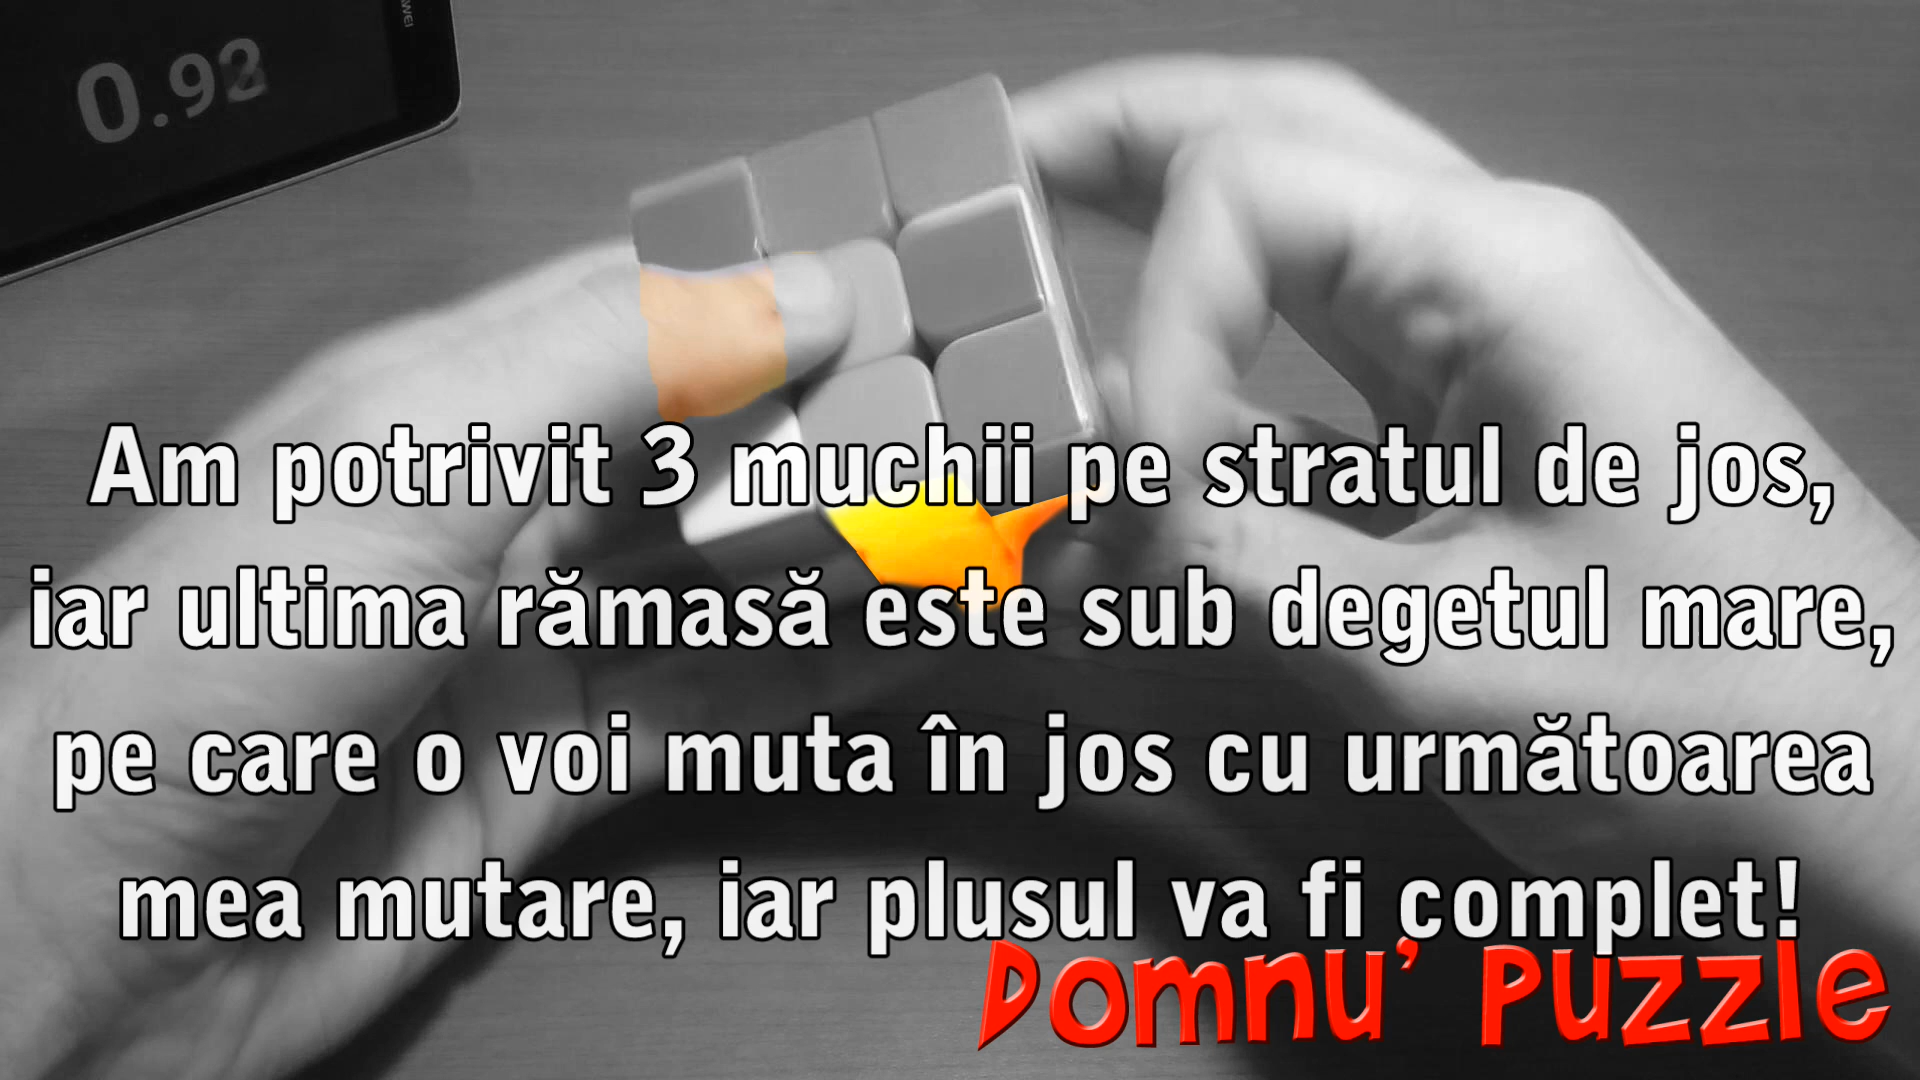 0.92
Am potrivit 3 muchii pe stratul de jos,
iar ultima rămasă este sub degetul mare,
pe care o voi muta în jos cu următoarea
mea mutare, iar plusul va fi complet!
Domnu' Puzzle